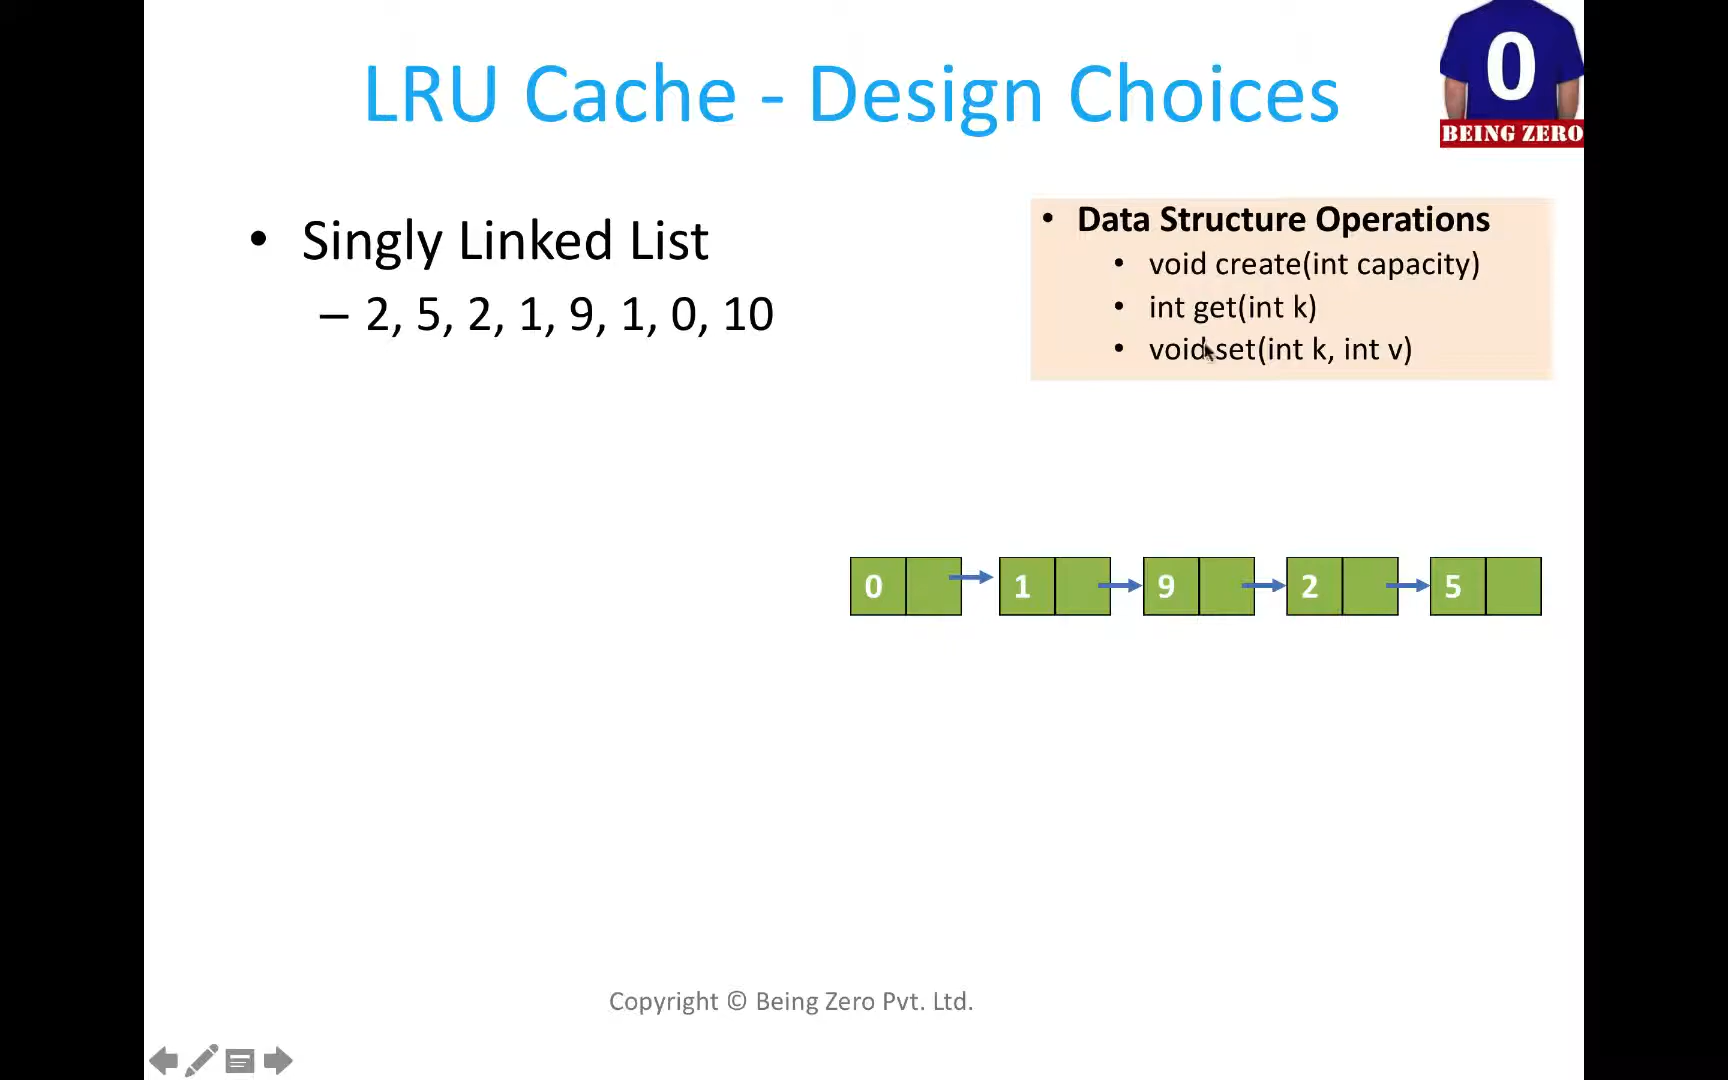 LRU Cache - Design Choices
0
BEING ZERO
• Singly Linked List
– 2, 5, 2, 1, 9, 1, 0, 10
• Data Structure Operations
• void create(int capacity)
• int get(int k)
• void set(int k, int v)
0 1 9 2 5
Copyright © Being Zero Pvt. Ltd.